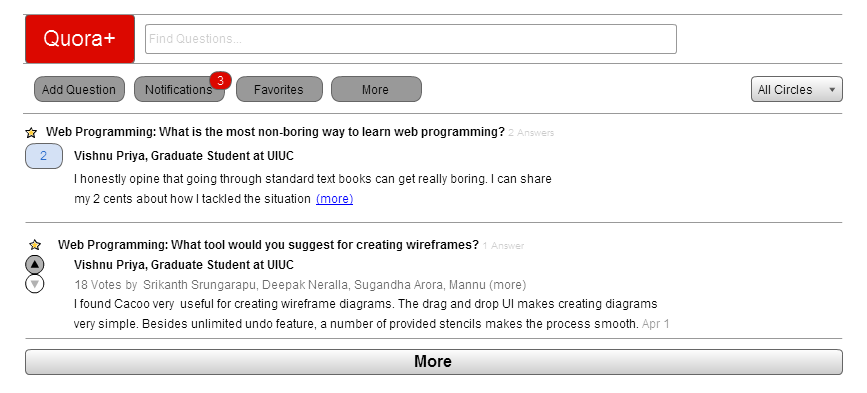 Quora+
Find Questions...
Add Question
Notifications
3
Favorites
More
All Circles
Web Programming: What is the most non-boring way to learn web programming? 2 Answers
2
Vishnu Priya, Graduate Student at UIUC
I honestly opine that going through standard text books can get really boring. I can share
my 2 cents about how I tackled the situation (more)
Web Programming: What tool would you suggest for creating wireframes? 1 Answer
Vishnu Priya, Graduate Student at UIUC
18 Votes by Srikanth Srungarapu, Deepak Neralla, Sugandha Arora, Mannu (more)
I found Cacoo very useful for creating wireframe diagrams. The drag and drop UI makes creating diagrams
very simple. Besides unlimited undo feature, a number of provided stencils makes the process smooth. Apr 1
More